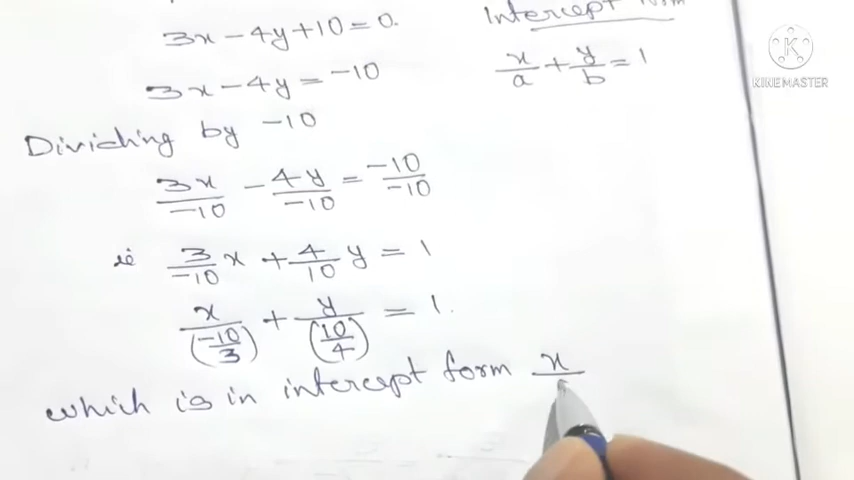 3x - 4y + 10 = 0.
Intercept
x/a + y/b = 1
3x - 4y = -10
Dividing by -10
3x/-10 - 4y/-10 = -10/-10
ie 3/-10 x + 4/10 y = 1
x/(-10/3) + y/(10/4) = 1.
which is in intercept form x/
KINEMASTER